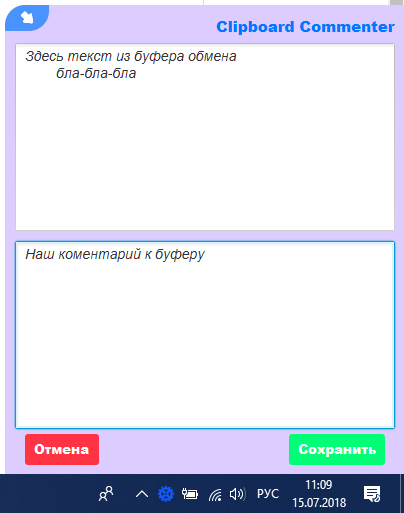 Clipboard Commenter
Здесь текст из буфера обмена
бла-бла-бла
Наш коментарий к буферу
Отмена
Сохранить
РУС
11:09
15.07.2018